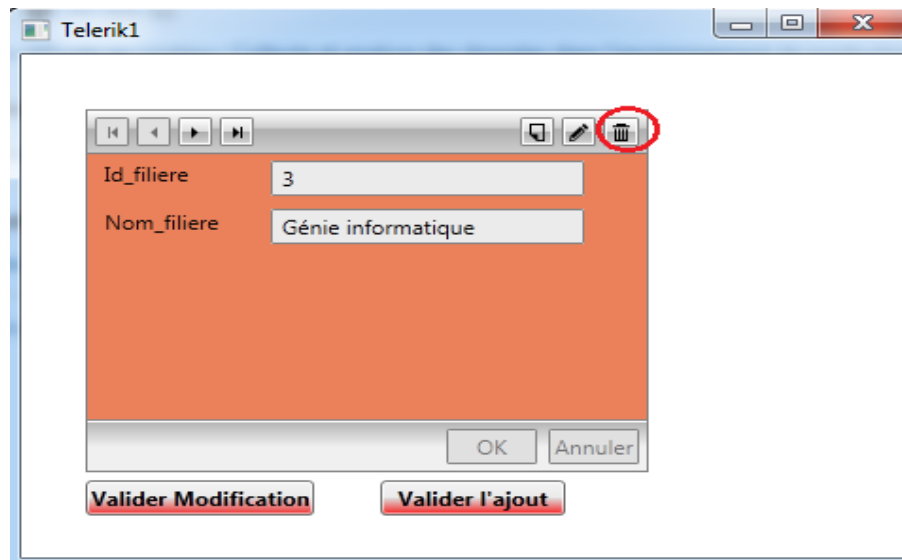 Telerik1
Id_filiere 3
Nom_filiere Génie informatique
OK Annuler
Valider Modification Valider l'ajout